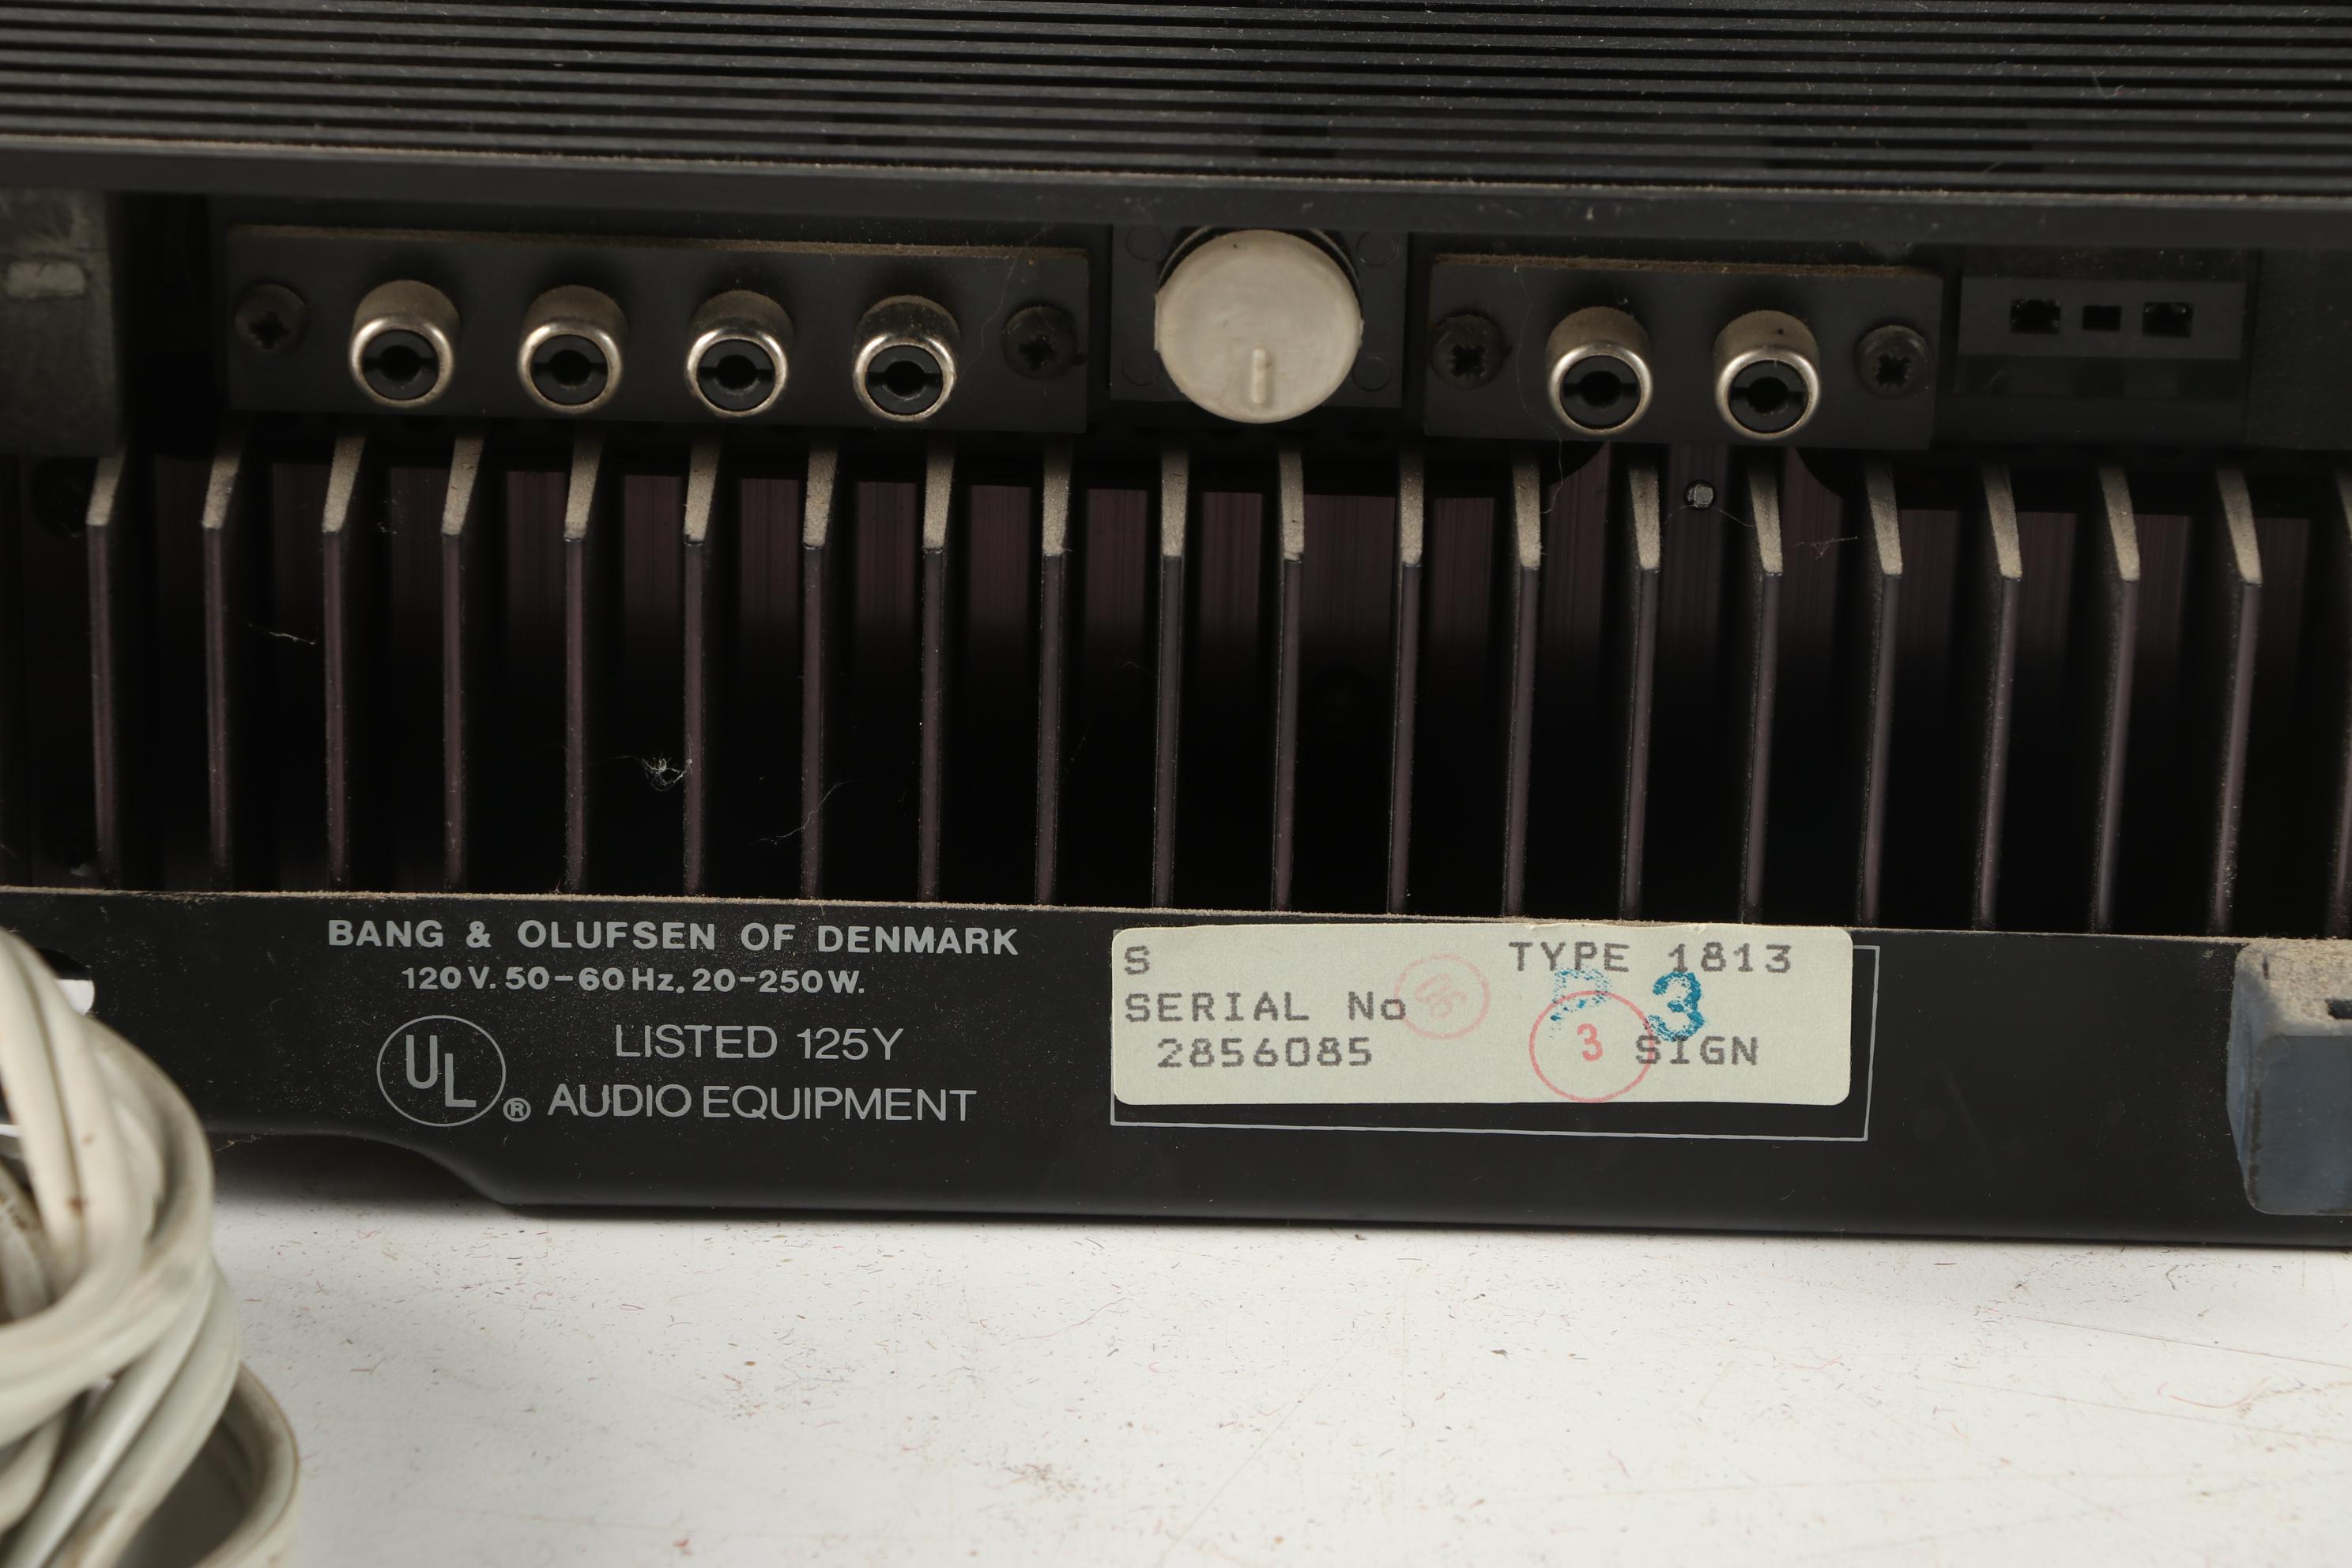 BANG & OLUFSEN OF DENMARK
120 V. 50-60 Hz. 20-250 W.
UL ® LISTED 125Y
AUDIO EQUIPMENT
S TYPE 1813
3
SERIAL No
2856085 3 SIGN